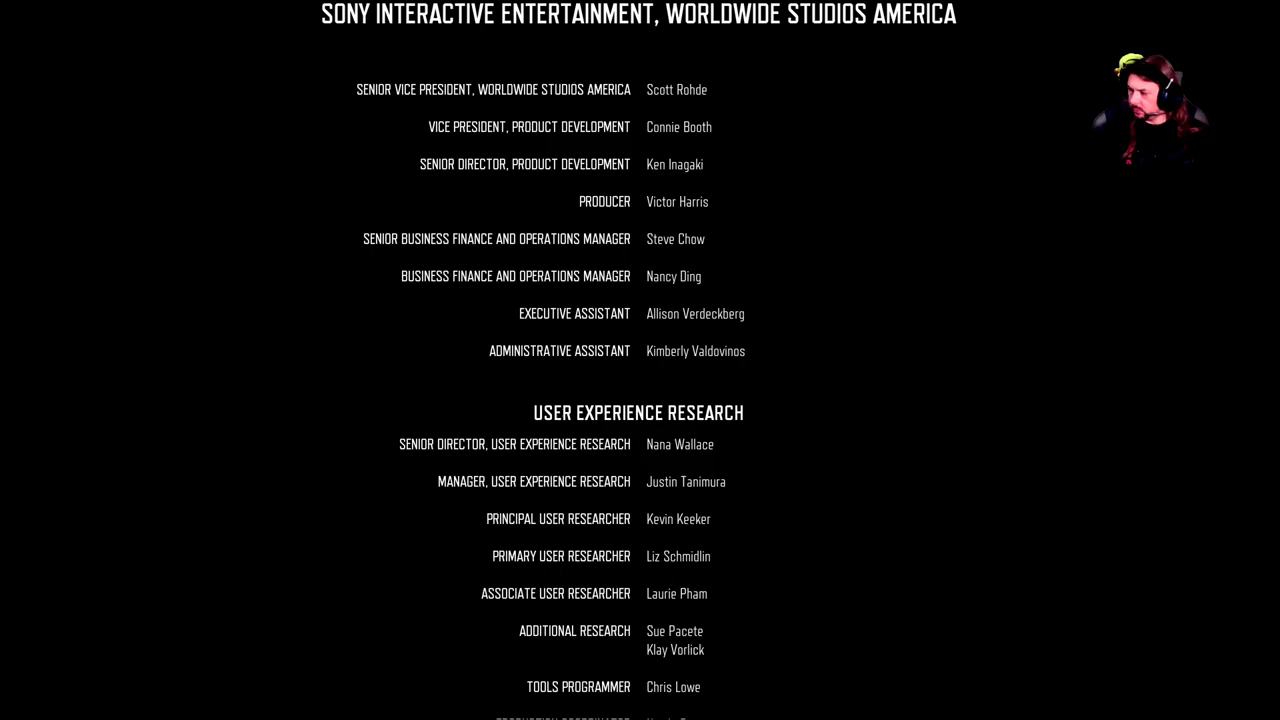 SONY INTERACTIVE ENTERTAINMENT, WORLDWIDE STUDIOS AMERICA
SENIOR VICE PRESIDENT, WORLDWIDE STUDIOS AMERICA Scott Rohde
VICE PRESIDENT, PRODUCT DEVELOPMENT Connie Booth
SENIOR DIRECTOR, PRODUCT DEVELOPMENT Ken Inagaki
PRODUCER Victor Harris
SENIOR BUSINESS FINANCE AND OPERATIONS MANAGER Steve Chow
BUSINESS FINANCE AND OPERATIONS MANAGER Nancy Ding
EXECUTIVE ASSISTANT Allison Verdeckberg
ADMINISTRATIVE ASSISTANT Kimberly Valdovinos
USER EXPERIENCE RESEARCH
SENIOR DIRECTOR, USER EXPERIENCE RESEARCH Nana Wallace
MANAGER, USER EXPERIENCE RESEARCH Justin Tanimura
PRINCIPAL USER RESEARCHER Kevin Keeker
PRIMARY USER RESEARCHER Liz Schmidlin
ASSOCIATE USER RESEARCHER Laurie Pham
ADDITIONAL RESEARCH Sue Pacete
Klay Vorlick
TOOLS PROGRAMMER Chris Lowe